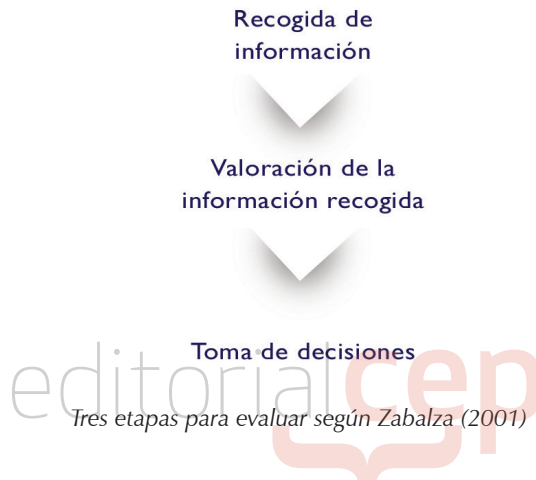 Recogida de
información
Valoración de la
información recogida
Toma de decisiones
editorialcep
Tres etapas para evaluar según Zabalza (2001)